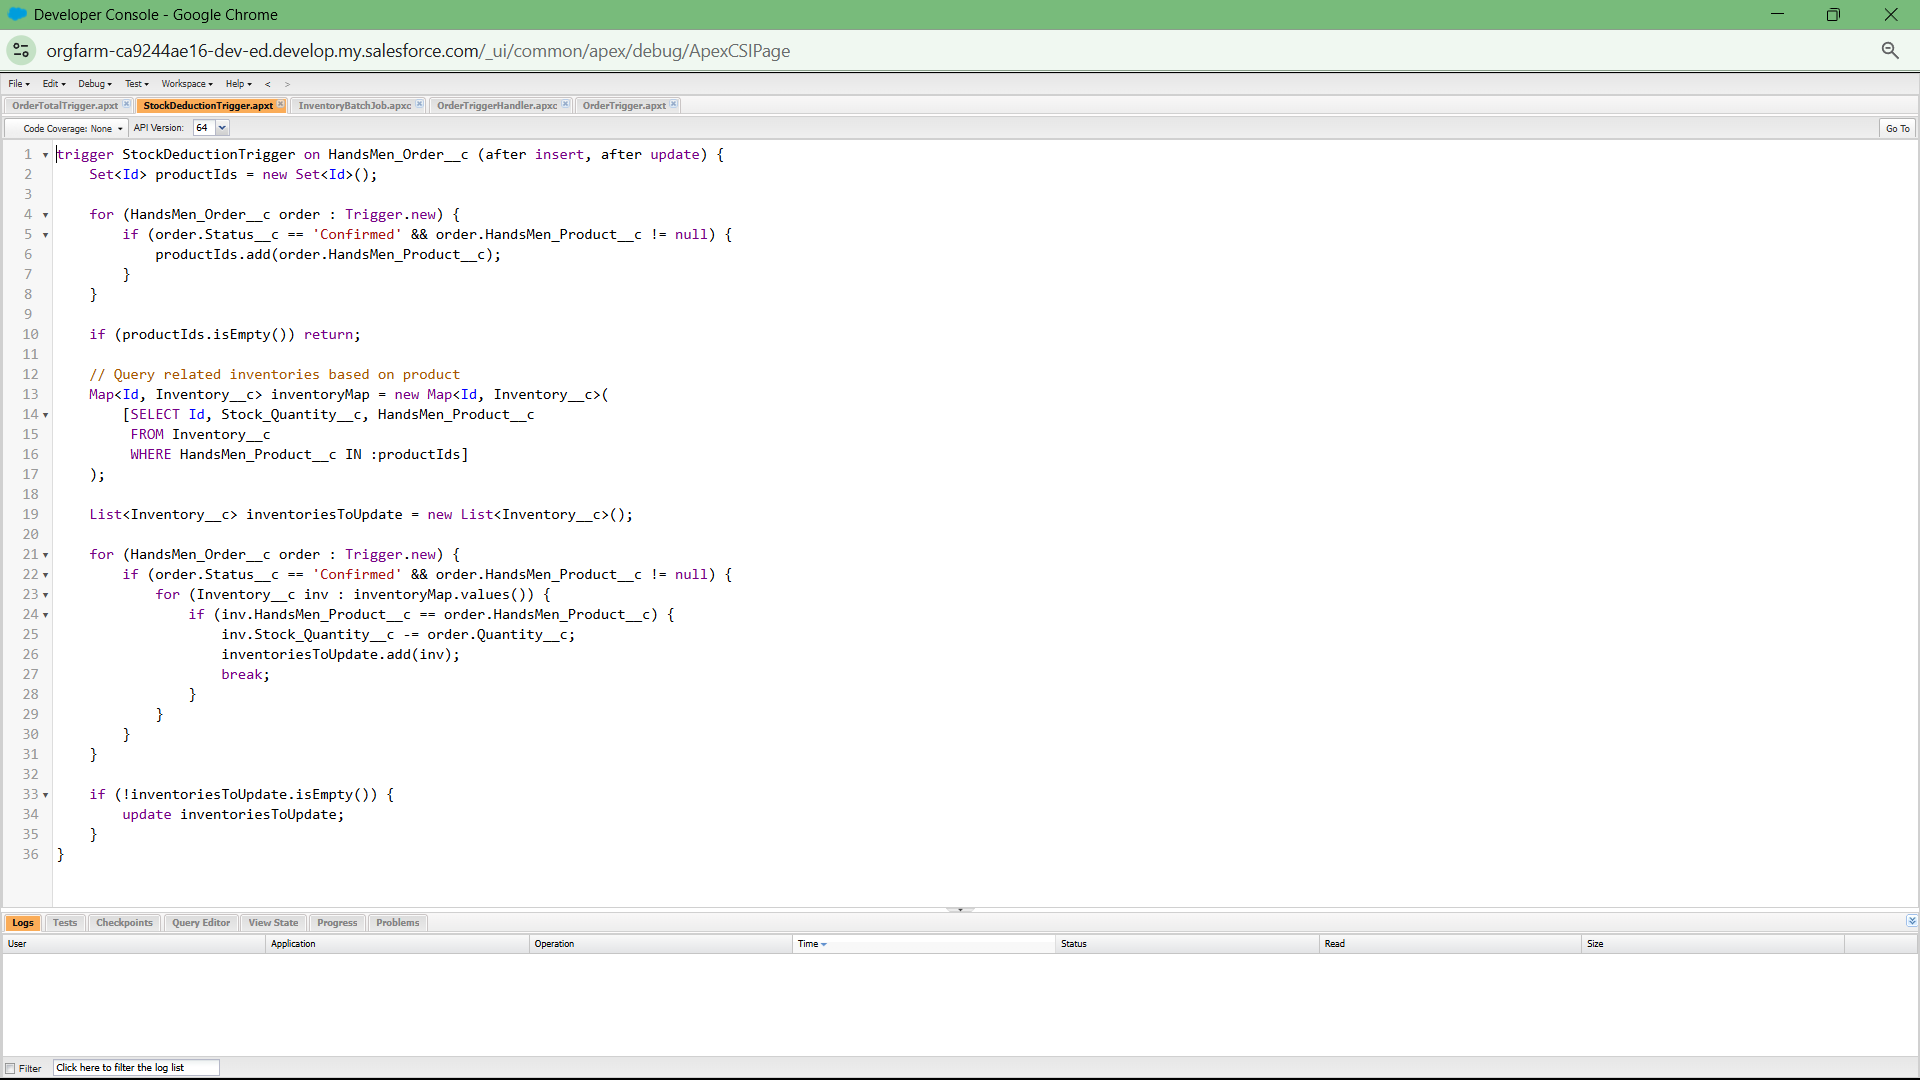 Developer Console - Google Chrome
orgfarm-ca9244ae16-dev-ed.develop.my.salesforce.com/_ui/common/apex/debug/ApexCSIPage
File Edit Debug Test Workspace Help < >
OrderTotalTrigger.apxt StockDeductionTrigger.apxt InventoryBatchJob.apxc OrderTriggerHandler.apxc OrderTrigger.apxt
Code Coverage: None API Version: 64 Go To
1 trigger StockDeductionTrigger on HandsMen_Order__c (after insert, after update) {
2     Set<Id> productIds = new Set<Id>();
3
4     for (HandsMen_Order__c order : Trigger.new) {
5         if (order.Status__c == 'Confirmed' && order.HandsMen_Product__c != null) {
6             productIds.add(order.HandsMen_Product__c);
7         }
8     }
9
10     if (productIds.isEmpty()) return;
11
12     // Query related inventories based on product
13     Map<Id, Inventory__c> inventoryMap = new Map<Id, Inventory__c>(
14         [SELECT Id, Stock_Quantity__c, HandsMen_Product__c
15          FROM Inventory__c
16          WHERE HandsMen_Product__c IN :productIds]
17     );
18
19     List<Inventory__c> inventoriesToUpdate = new List<Inventory__c>();
20
21     for (HandsMen_Order__c order : Trigger.new) {
22         if (order.Status__c == 'Confirmed' && order.HandsMen_Product__c != null) {
23             for (Inventory__c inv : inventoryMap.values()) {
24                 if (inv.HandsMen_Product__c == order.HandsMen_Product__c) {
25                     inv.Stock_Quantity__c -= order.Quantity__c;
26                     inventoriesToUpdate.add(inv);
27                     break;
28                 }
29             }
30         }
31     }
32
33     if (!inventoriesToUpdate.isEmpty()) {
34         update inventoriesToUpdate;
35     }
36 }
Logs Tests Checkpoints Query Editor View State Progress Problems
User Application Operation Time Status Read Size
Filter Click here to filter the log list